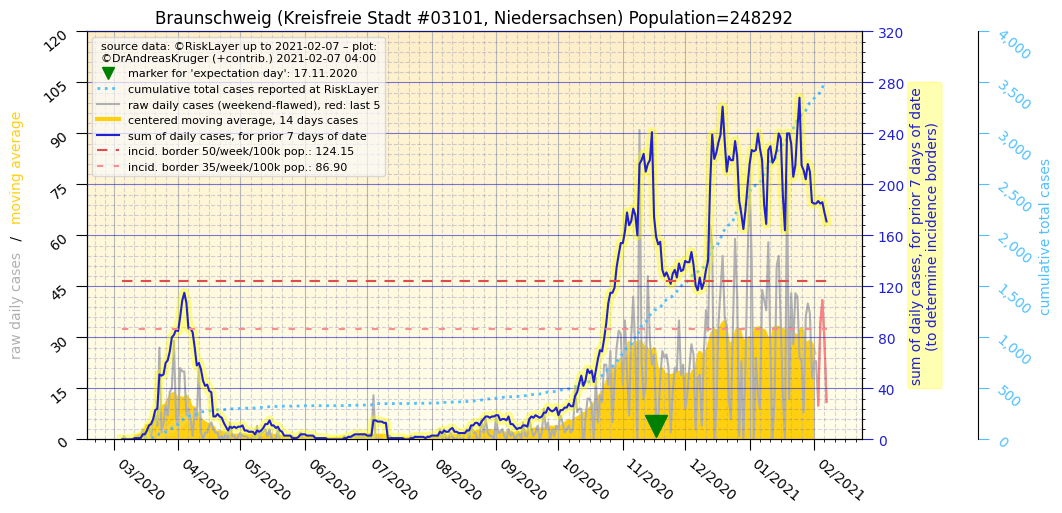 Braunschweig (Kreisfreie Stadt #03101, Niedersachsen) Population=248292
source data: ©RiskLayer up to 2021-02-07 – plot:
©DrAndreasKruger (+contrib.) 2021-02-07 04:00
marker for 'expectation day': 17.11.2020
cumulative total cases reported at RiskLayer
raw daily cases (weekend-flawed), red: last 5
centered moving average, 14 days cases
sum of daily cases, for prior 7 days of date
incid. border 50/week/100k pop.: 124.15
incid. border 35/week/100k pop.: 86.90
raw daily cases / moving average
120
105
90
75
60
45
30
15
0
03/2020
04/2020
05/2020
06/2020
07/2020
08/2020
09/2020
10/2020
11/2020
12/2020
01/2021
02/2021
320
280
240
200
160
120
80
40
0
sum of daily cases, for prior 7 days of date
(to determine incidence borders)
4,000
3,500
3,000
2,500
2,000
1,500
1,000
500
0
cumulative total cases